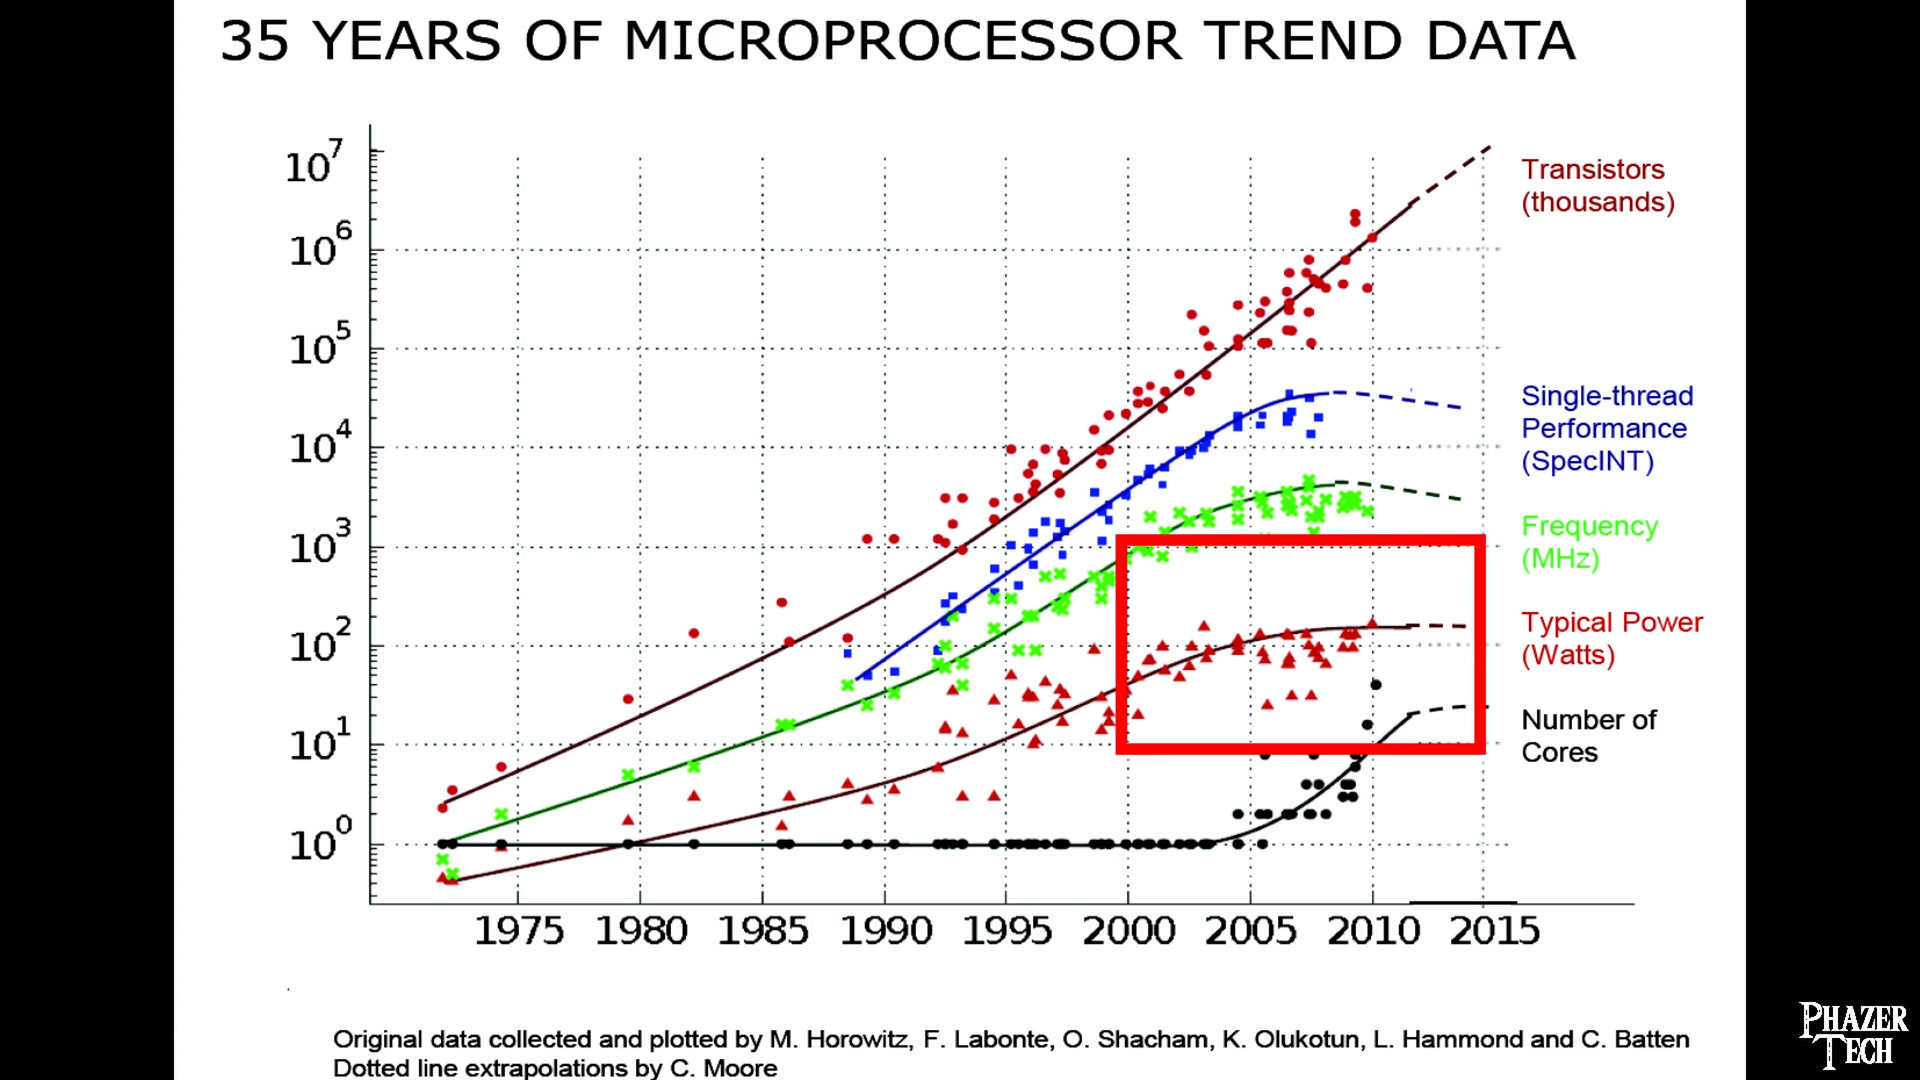 35 YEARS OF MICROPROCESSOR TREND DATA
10^7
10^6
10^5
10^4
10^3
10^2
10^1
10^0
Transistors
(thousands)
Single-thread
Performance
(SpecINT)
Frequency
(MHz)
Typical Power
(Watts)
Number of
Cores
1975 1980 1985 1990 1995 2000 2005 2010 2015
Original data collected and plotted by M. Horowitz, F. Labonte, O. Shacham, K. Olukotun, L. Hammond and C. Batten
Dotted line extrapolations by C. Moore
PHAZER
TECH